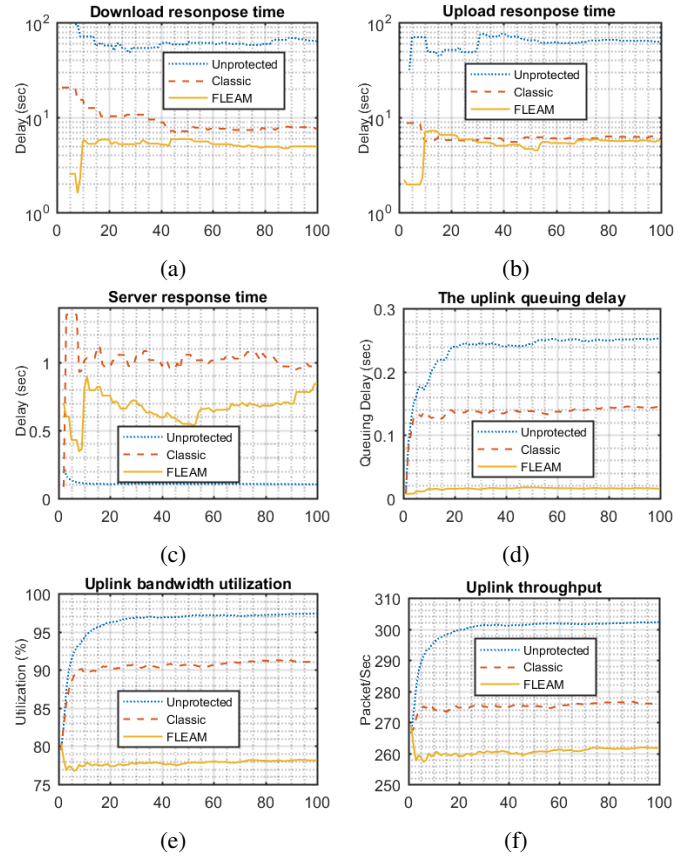 Download resonpose time
Delay (sec)
10^2
10^1
10^0
0 20 40 60 80 100
Unprotected
Classic
FLEAM
(a)
Upload resonpose time
Delay (sec)
10^2
10^1
10^0
0 20 40 60 80 100
Unprotected
Classic
FLEAM
(b)
Server response time
Delay (sec)
1
0.5
0
0 20 40 60 80 100
Unprotected
Classic
FLEAM
(c)
The uplink queuing delay
Queuing Delay (sec)
0.3
0.2
0.1
0
0 20 40 60 80 100
Unprotected
Classic
FLEAM
(d)
Uplink bandwidth utilization
Utilization (%)
100
95
90
85
80
75
0 20 40 60 80 100
Unprotected
Classic
FLEAM
(e)
Uplink throughput
Packet/Sec
310
300
290
280
270
260
250
0 20 40 60 80 100
Unprotected
Classic
FLEAM
(f)